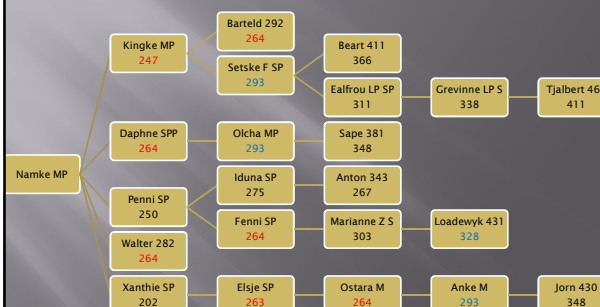 Barteld 292
264
Kingke MP
247
Beart 411
366
Setske F SP
293
Ealfrou LP SP
311
Grevinne LP S
338
Tjalbert 46
411
Daphne SPP
264
Olcha MP
293
Sape 381
348
Namke MP
Iduna SP
275
Anton 343
267
Penni SP
250
Fenni SP
264
Marianne Z S
303
Loadewyk 431
328
Walter 282
264
Xanthie SP
202
Elsje SP
263
Ostara M
264
Anke M
293
Jorn 430
348